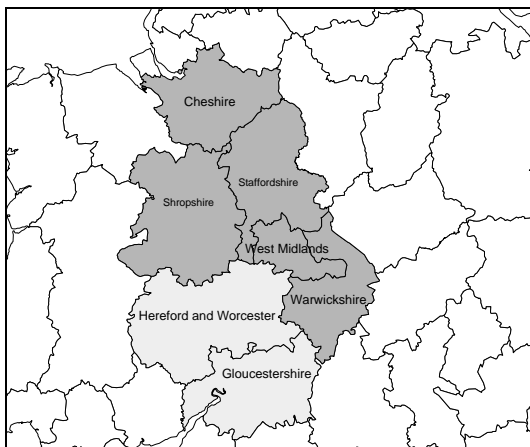 Cheshire
Staffordshire
Shropshire
West Midlands
Warwickshire
Hereford and Worcester
Gloucestershire